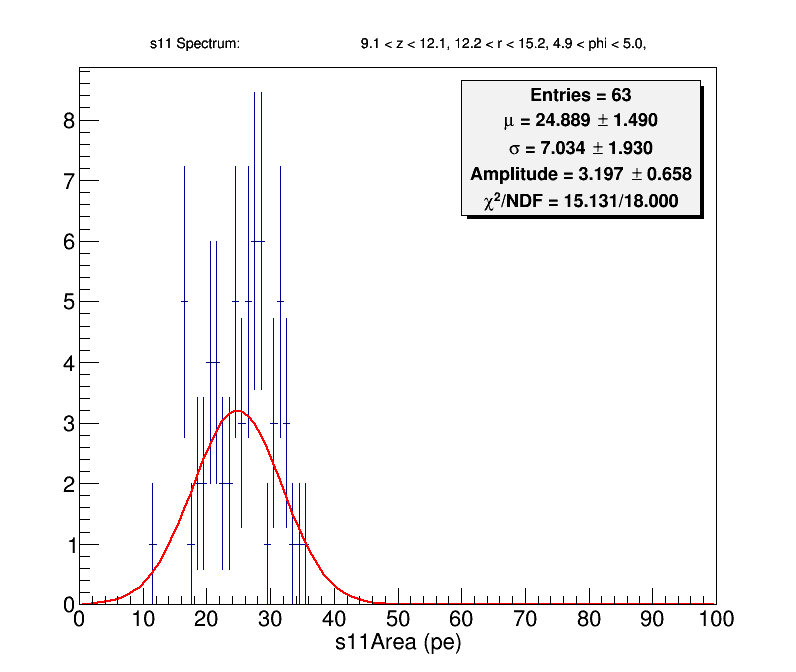 s11 Spectrum: 9.1 < z < 12.1, 12.2 < r < 15.2, 4.9 < phi < 5.0,
Entries = 63
μ = 24.889 ± 1.490
σ = 7.034 ± 1.930
Amplitude = 3.197 ± 0.658
χ²/NDF = 15.131/18.000
8
7
6
5
4
3
2
1
0
0 10 20 30 40 50 60 70 80 90 100
s11Area (pe)